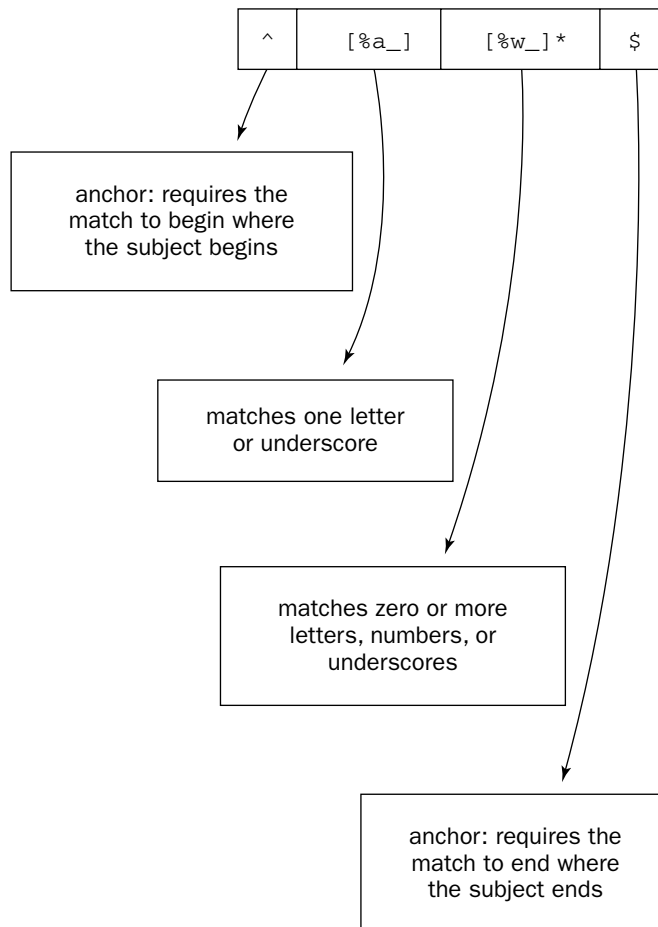 ^ [%a_] [%w_]* $
anchor: requires the
match to begin where
the subject begins
matches one letter
or underscore
matches zero or more
letters, numbers, or
underscores
anchor: requires the
match to end where
the subject ends